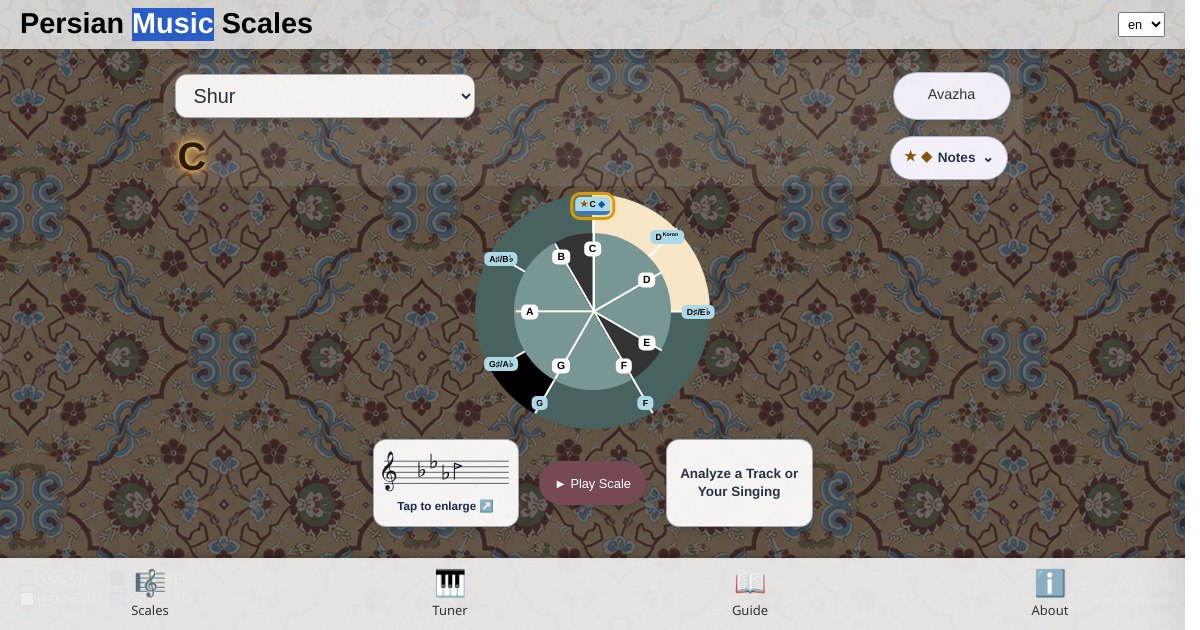 Persian Music Scales
en
Shur
Avazha
C
★ ◆ Notes
★ C ◆
D Koron
D♯/E♭
F
G
G♯/A♭
A♯/B♭
C
D
E
F
G
A
B
Tap to enlarge ↗
► Play Scale
Analyze a Track or
Your Singing
Scales
Tuner
Guide
About